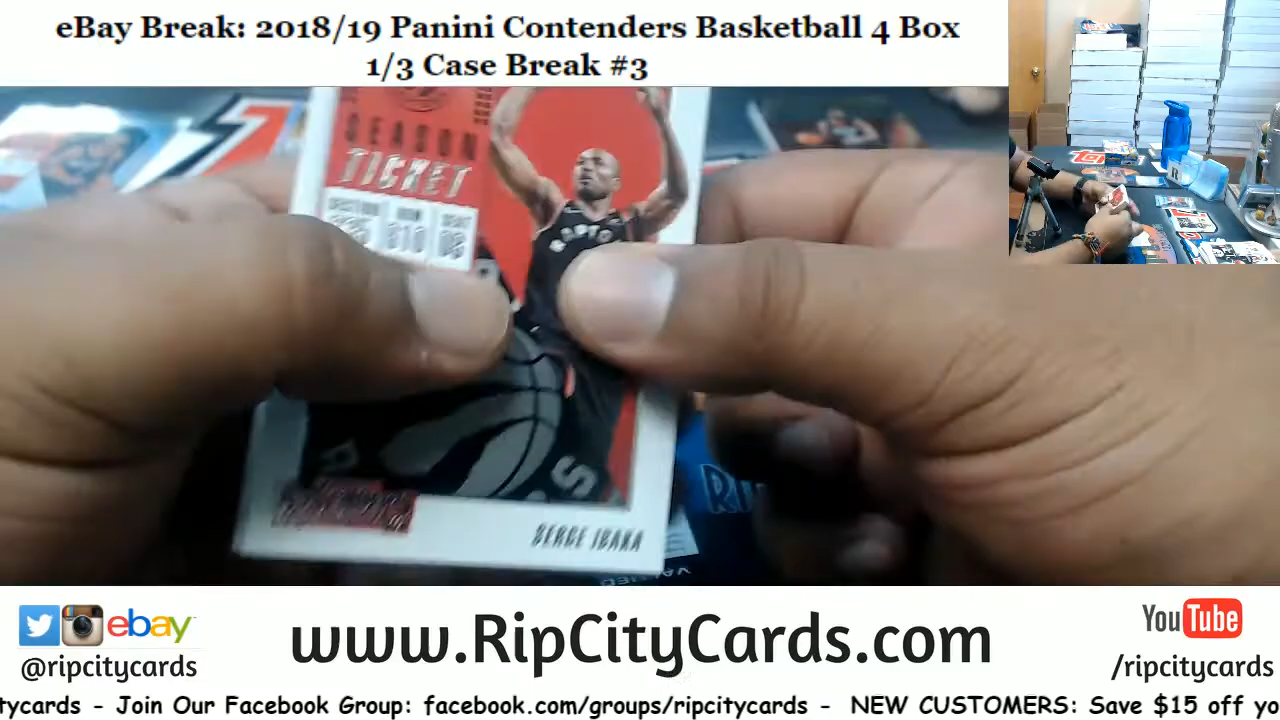 eBay Break: 2018/19 Panini Contenders Basketball 4 Box
1/3 Case Break #3
SEASON
TICKET
SERGE IBAKA
ebay
@ripcitycards
www.RipCityCards.com
YouTube
/ripcitycards
tycards - Join Our Facebook Group: facebook.com/groups/ripcitycards - NEW CUSTOMERS: Save $15 off yo